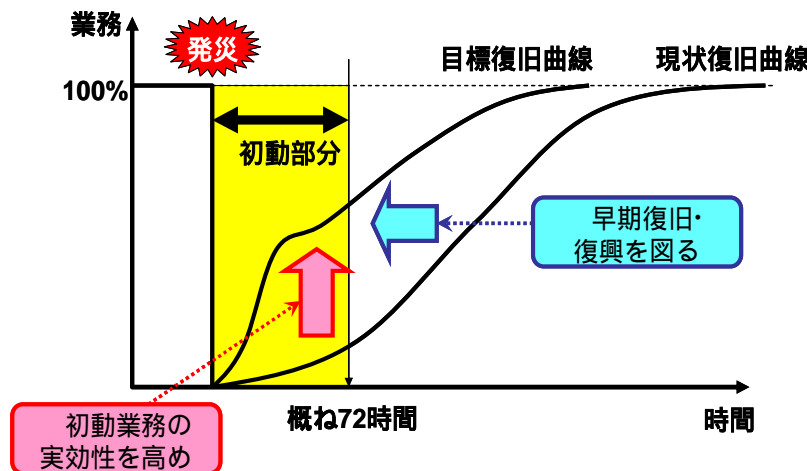 業務
発災
目標復旧曲線
現状復旧曲線
100%
初動部分
早期復旧・
復興を図る
概ね72時間
時間
初動業務の
実効性を高め